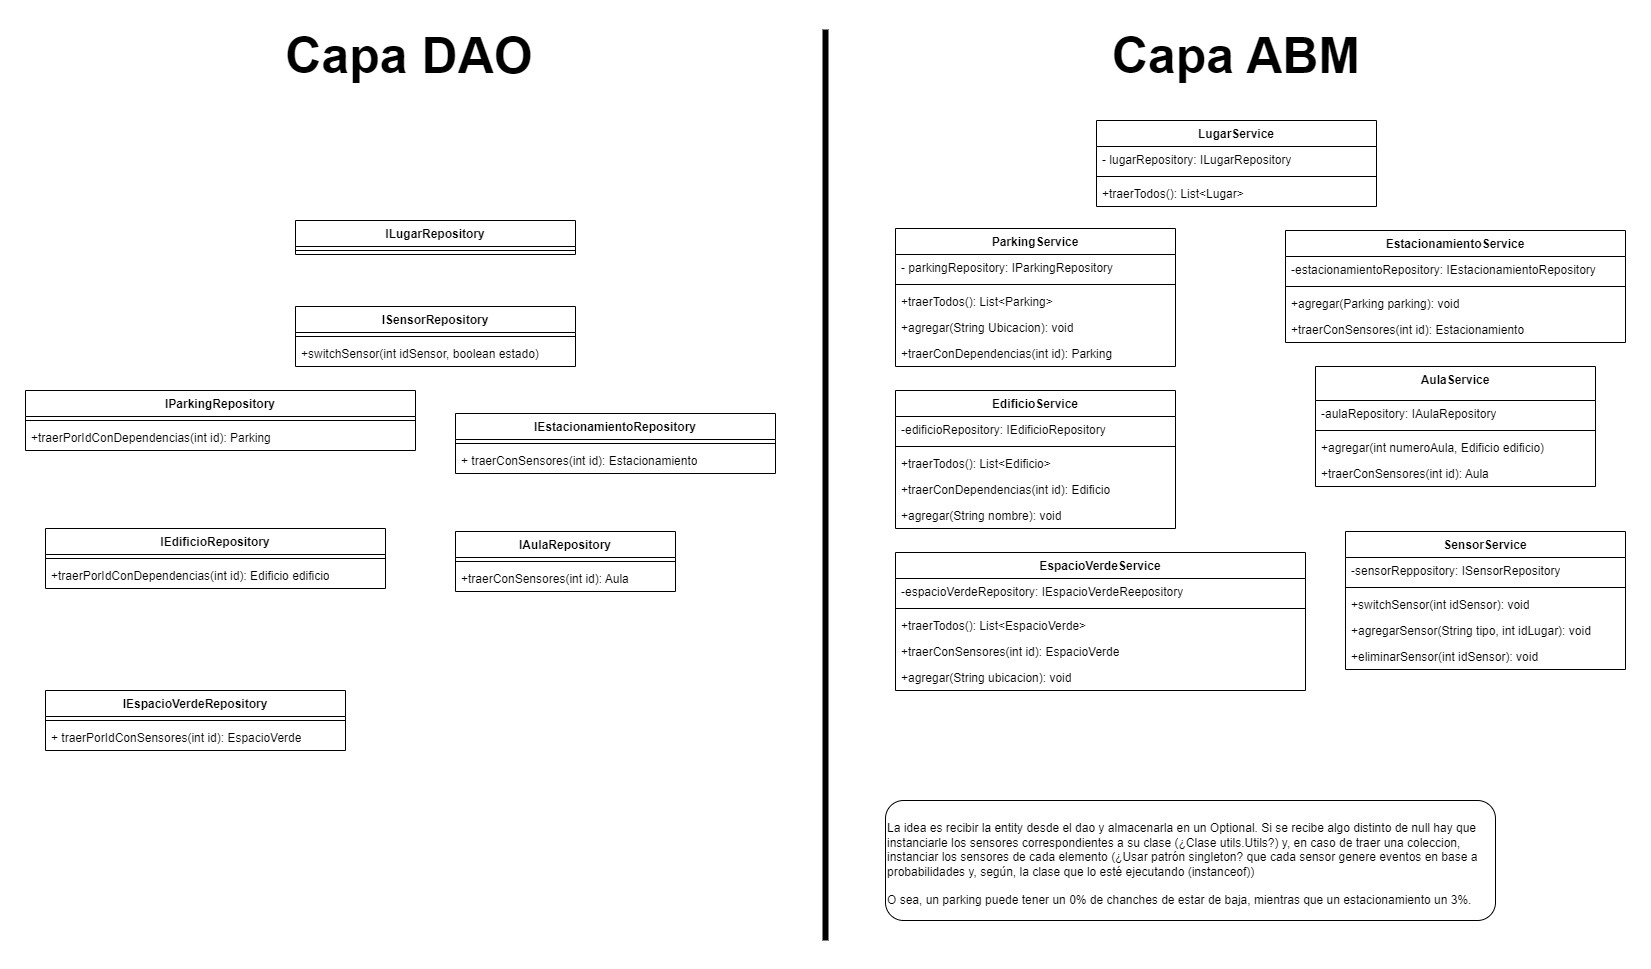 Capa DAO
ILugarRepository
ISensorRepository
+switchSensor(int idSensor, boolean estado)
IParkingRepository
+traerPorIdConDependencias(int id): Parking
IEstacionamientoRepository
+ traerConSensores(int id): Estacionamiento
IEdificioRepository
+traerPorIdConDependencias(int id): Edificio edificio
IAulaRepository
+traerConSensores(int id): Aula
IEspacioVerdeRepository
+ traerPorIdConSensores(int id): EspacioVerde
Capa ABM
LugarService
- lugarRepository: ILugarRepository
+traerTodos(): List<Lugar>
ParkingService
- parkingRepository: IParkingRepository
+traerTodos(): List<Parking>
+agregar(String Ubicacion): void
+traerConDependencias(int id): Parking
EstacionamientoService
-estacionamientoRepository: IEstacionamientoRepository
+agregar(Parking parking): void
+traerConSensores(int id): Estacionamiento
EdificioService
-edificioRepository: IEdificioRepository
+traerTodos(): List<Edificio>
+traerConDependencias(int id): Edificio
+agregar(String nombre): void
AulaService
-aulaRepository: IAulaRepository
+agregar(int numeroAula, Edificio edificio)
+traerConSensores(int id): Aula
EspacioVerdeService
-espacioVerdeRepository: IEspacioVerdeReepository
+traerTodos(): List<EspacioVerde>
+traerConSensores(int id): EspacioVerde
+agregar(String ubicacion): void
SensorService
-sensorReppository: ISensorRepository
+switchSensor(int idSensor): void
+agregarSensor(String tipo, int idLugar): void
+eliminarSensor(int idSensor): void
La idea es recibir la entity desde el dao y almacenarla en un Optional. Si se recibe algo distinto de null hay que
instanciarle los sensores correspondientes a su clase (¿Clase utils.Utils?) y, en caso de traer una coleccion,
instanciar los sensores de cada elemento (¿Usar patrón singleton? que cada sensor genere eventos en base a
probabilidades y, según, la clase que lo esté ejecutando (instanceof))
O sea, un parking puede tener un 0% de chanches de estar de baja, mientras que un estacionamiento un 3%.